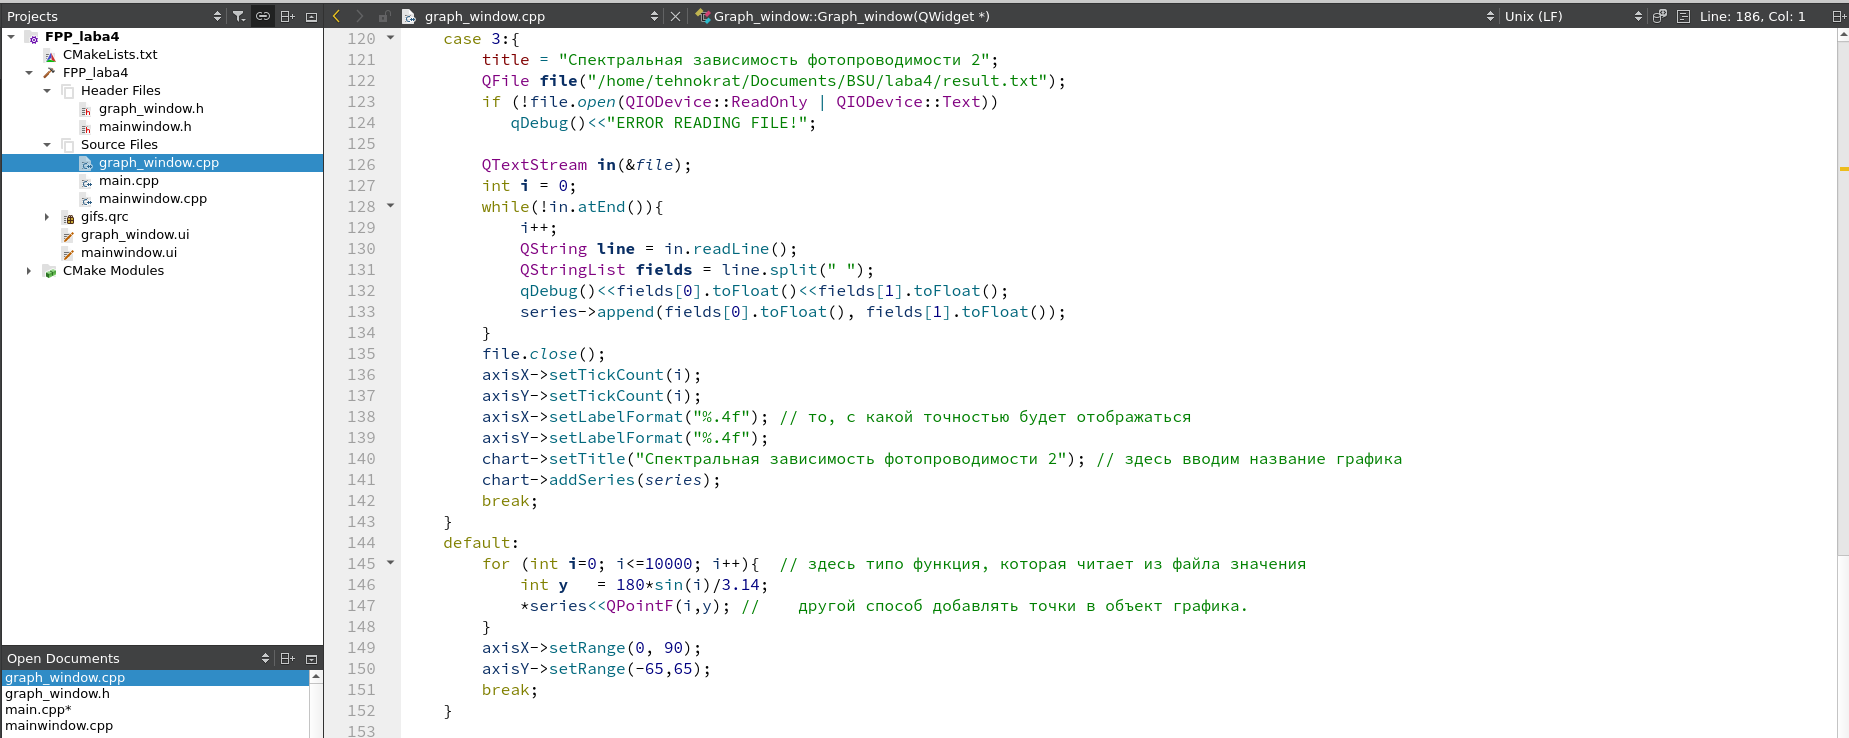 Projects
graph_window.cpp
Graph_window::Graph_window(QWidget *)
Unix (LF)
Line: 186, Col: 1
FPP_laba4
CMakeLists.txt
FPP_laba4
Header Files
graph_window.h
mainwindow.h
Source Files
graph_window.cpp
main.cpp
mainwindow.cpp
gifs.qrc
graph_window.ui
mainwindow.ui
CMake Modules
Open Documents
graph_window.cpp
graph_window.h
main.cpp*
mainwindow.cpp
120 case 3:{
121 title = "Спектральная зависимость фотопроводимости 2";
122 QFile file("/home/tehnokrat/Documents/BSU/laba4/result.txt");
123 if (!file.open(QIODevice::ReadOnly | QIODevice::Text))
124 qDebug()<<"ERROR READING FILE!";
125
126 QTextStream in(&file);
127 int i = 0;
128 while(!in.atEnd()){
129 i++;
130 QString line = in.readLine();
131 QStringList fields = line.split(" ");
132 qDebug()<<fields[0].toFloat()<<fields[1].toFloat();
133 series->append(fields[0].toFloat(), fields[1].toFloat());
134 }
135 file.close();
136 axisX->setTickCount(i);
137 axisY->setTickCount(i);
138 axisX->setLabelFormat("%.4f"); // то, с какой точностью будет отображаться
139 axisY->setLabelFormat("%.4f");
140 chart->setTitle("Спектральная зависимость фотопроводимости 2"); // здесь вводим название графика
141 chart->addSeries(series);
142 break;
143 }
144 default:
145 for (int i=0; i<=10000; i++){ // здесь типо функция, которая читает из файла значения
146 int y = 180*sin(i)/3.14;
147 *series<<QPointF(i,y); // другой способ добавлять точки в объект графика.
148 }
149 axisX->setRange(0, 90);
150 axisY->setRange(-65,65);
151 break;
152 }
153